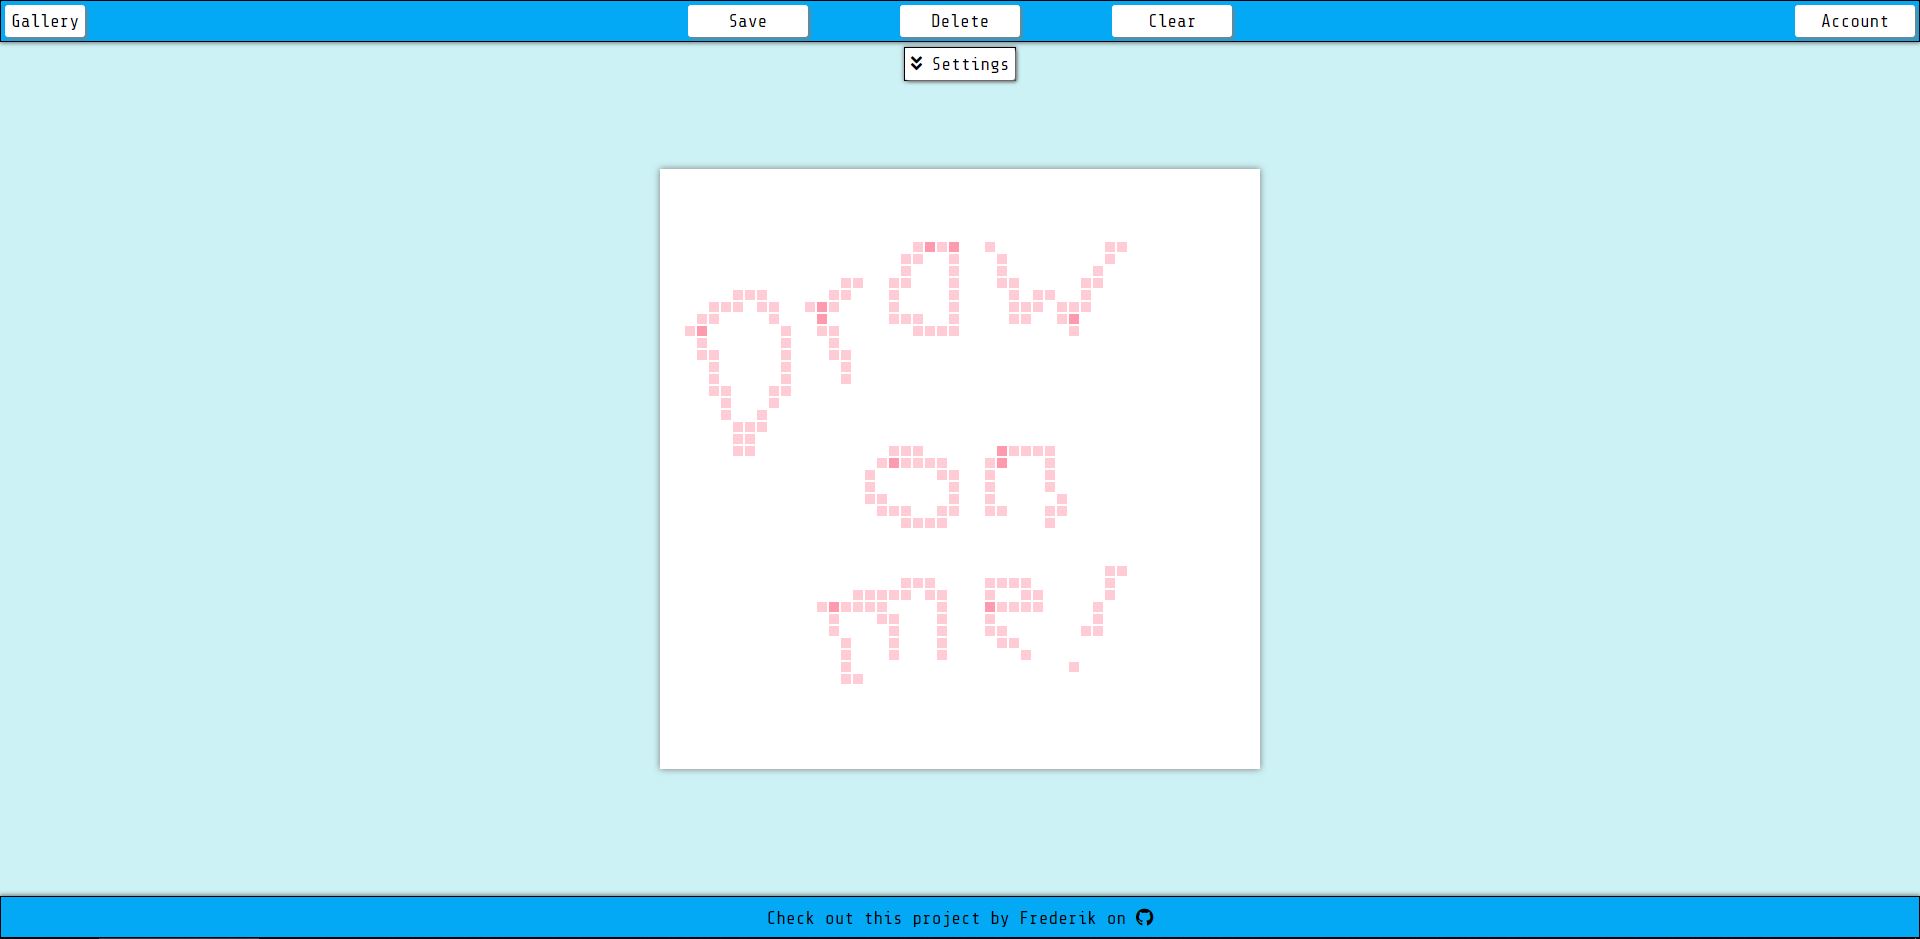 Gallery Save Delete Clear Account
Settings
Draw
on
me!
Check out this project by Frederik on